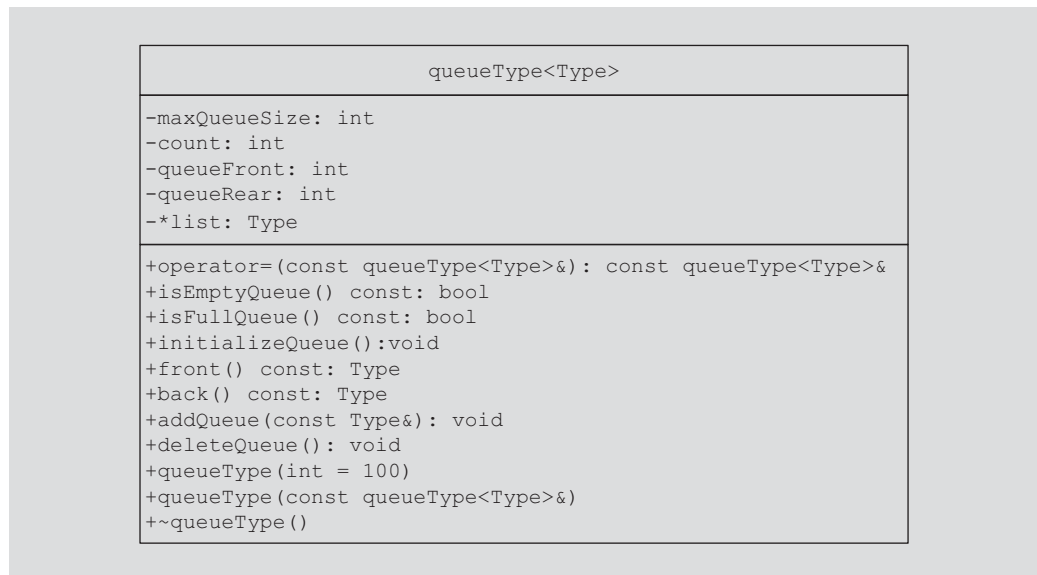 queueType<Type>
-maxQueueSize: int
-count: int
-queueFront: int
-queueRear: int
-*list: Type
+operator=(const queueType<Type>&): const queueType<Type>&
+isEmptyQueue() const: bool
+isFullQueue() const: bool
+initializeQueue():void
+front() const: Type
+back() const: Type
+addQueue(const Type&): void
+deleteQueue(): void
+queueType(int = 100)
+queueType(const queueType<Type>&)
+~queueType()